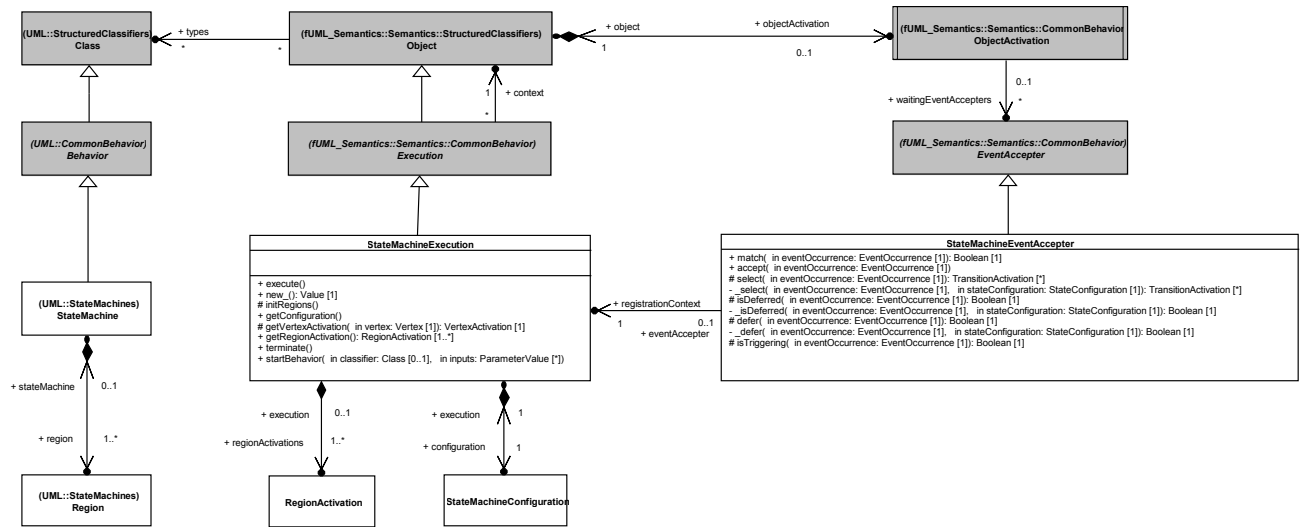 (UML::StructuredClassifiers)
Class
+ types
*
*
(fUML_Semantics::Semantics::StructuredClassifiers)
Object
+ object
1
+ objectActivation
0..1
(fUML_Semantics::Semantics::CommonBehavior
ObjectActivation
1
+ context
*
0..1
+ waitingEventAccepters
*
(UML::CommonBehavior)
Behavior
(fUML_Semantics::Semantics::CommonBehavior)
Execution
(fUML_Semantics::Semantics::CommonBehavior)
EventAccepter
StateMachineExecution
+ execute()
+ new_(): Value [1]
# initRegions()
+ getConfiguration()
# getVertexActivation( in vertex: Vertex [1]): VertexActivation [1]
+ getRegionActivation(): RegionActivation [1..*]
+ terminate()
+ startBehavior( in classifier: Class [0..1], in inputs: ParameterValue [*])
+ registrationContext
1
0..1
+ eventAccepter
StateMachineEventAccepter
+ match( in eventOccurrence: EventOccurrence [1]): Boolean [1]
+ accept( in eventOccurrence: EventOccurrence [1])
# select( in eventOccurrence: EventOccurrence [1]): TransitionActivation [*]
- _select( in eventOccurrence: EventOccurrence [1], in stateConfiguration: StateConfiguration [1]): TransitionActivation [*]
# isDeferred( in eventOccurrence: EventOccurrence [1]): Boolean [1]
- _isDeferred( in eventOccurrence: EventOccurrence [1], in stateConfiguration: StateConfiguration [1]): Boolean [1]
# defer( in eventOccurrence: EventOccurrence [1]): Boolean [1]
- _defer( in eventOccurrence: EventOccurrence [1], in stateConfiguration: StateConfiguration [1]): Boolean [1]
# isTriggering( in eventOccurrence: EventOccurrence [1]): Boolean [1]
(UML::StateMachines)
StateMachine
+ stateMachine
0..1
+ region
1..*
(UML::StateMachines)
Region
+ execution
0..1
+ regionActivations
1..*
RegionActivation
+ execution
1
+ configuration
1
StateMachineConfiguration